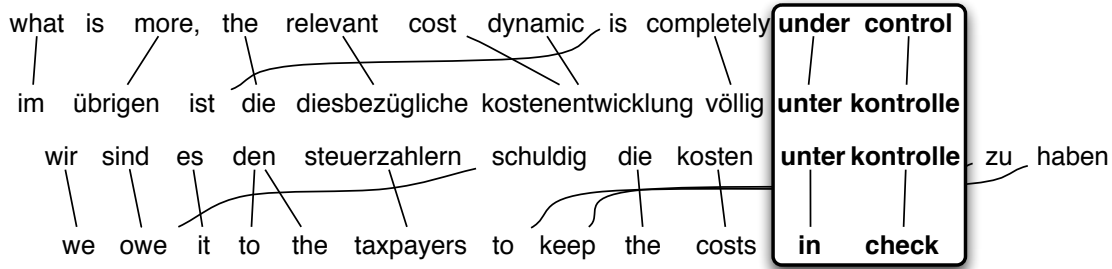 what is more, the relevant cost dynamic is completely under control
im übrigen ist die diesbezügliche kostenentwicklung völlig unter kontrolle
wir sind es den steuerzahlern schuldig die kosten unter kontrolle zu haben
we owe it to the taxpayers to keep the costs in check